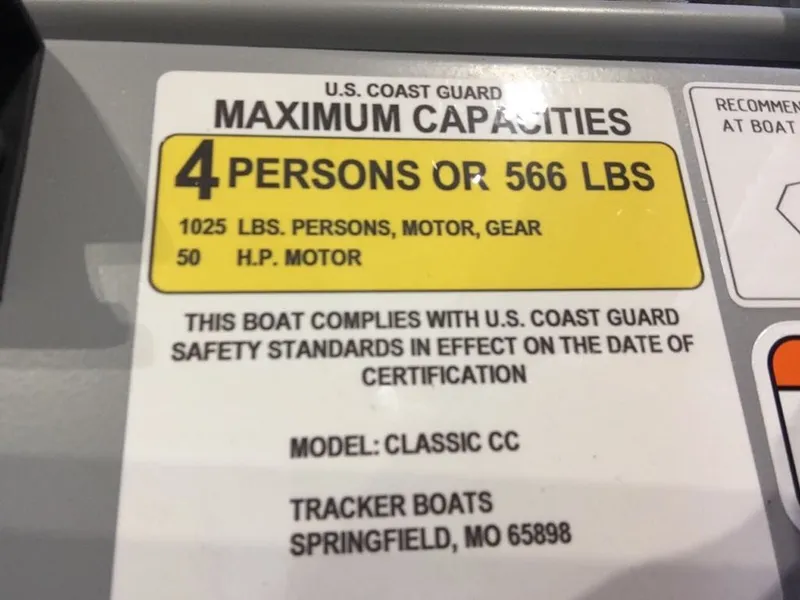 U.S. COAST GUARD
MAXIMUM CAPACITIES
4 PERSONS OR 566 LBS
1025 LBS. PERSONS, MOTOR, GEAR
50 H.P. MOTOR
THIS BOAT COMPLIES WITH U.S. COAST GUARD
SAFETY STANDARDS IN EFFECT ON THE DATE OF
CERTIFICATION
MODEL: CLASSIC CC
TRACKER BOATS
SPRINGFIELD, MO 65898
RECOMMEN
AT BOAT